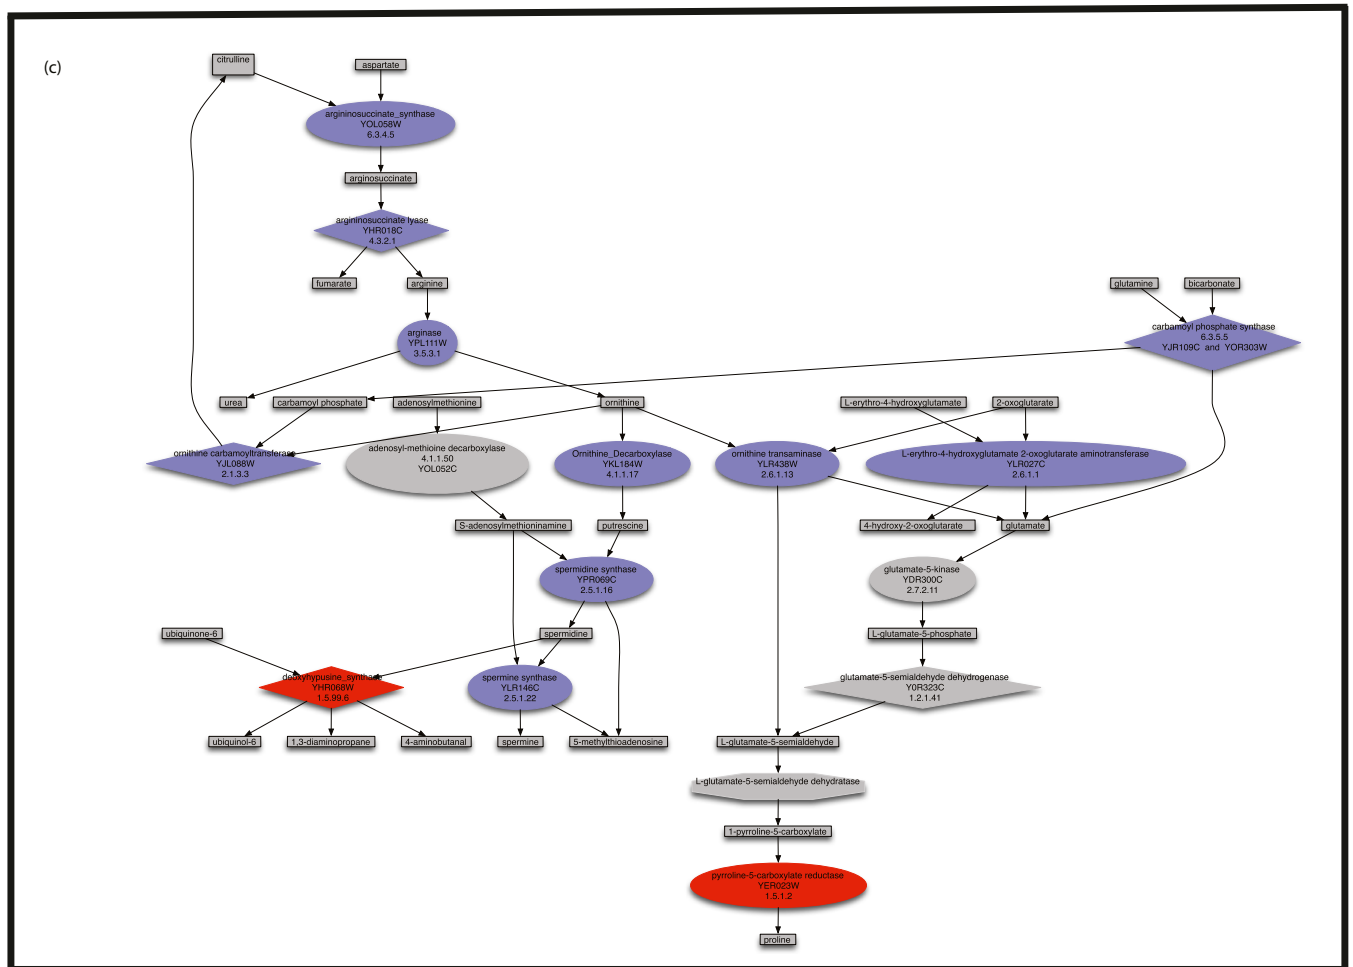 (c)
citrulline
aspartate
argininosuccinate_synthase
YOL058W
6.3.4.5
arginosuccinate
argininosuccinate lyase
YHR018C
4.3.2.1
fumarate
arginine
glutamine
bicarbonate
arginase
YPL111W
3.5.3.1
carbamoyl phosphate synthase
6.3.5.5
YJR109C and YOR303W
urea
carbamoyl phosphate
adenosylmethionine
ornithine
L-erythro-4-hydroxyglutamate
2-oxoglutarate
ornithine carbamoyltransferase
YJL088W
2.1.3.3
adenosyl-methioine decarboxylase
4.1.1.50
YOL052C
Ornithine_Decarboxylase
YKL184W
4.1.1.17
ornithine transaminase
YLR438W
2.6.1.13
L-erythro-4-hydroxyglutamate 2-oxoglutarate aminotransferase
YLR027C
2.6.1.1
S-adenosylmethioninamine
putrescine
4-hydroxy-2-oxoglutarate
glutamate
spermidine synthase
YPR069C
2.5.1.16
glutamate-5-kinase
YDR300C
2.7.2.11
ubiquinone-6
spermidine
L-glutamate-5-phosphate
deoxyhypusine_synthase
YHR068W
1.5.99.6
spermine synthase
YLR146C
2.5.1.22
glutamate-5-semialdehyde dehydrogenase
Y0R323C
1.2.1.41
ubiquinol-6
1,3-diaminopropane
4-aminobutanal
spermine
5-methylthioadenosine
L-glutamate-5-semialdehyde
L-glutamate-5-semialdehyde dehydratase
1-pyrroline-5-carboxylate
pyrroline-5-carboxylate reductase
YER023W
1.5.1.2
proline